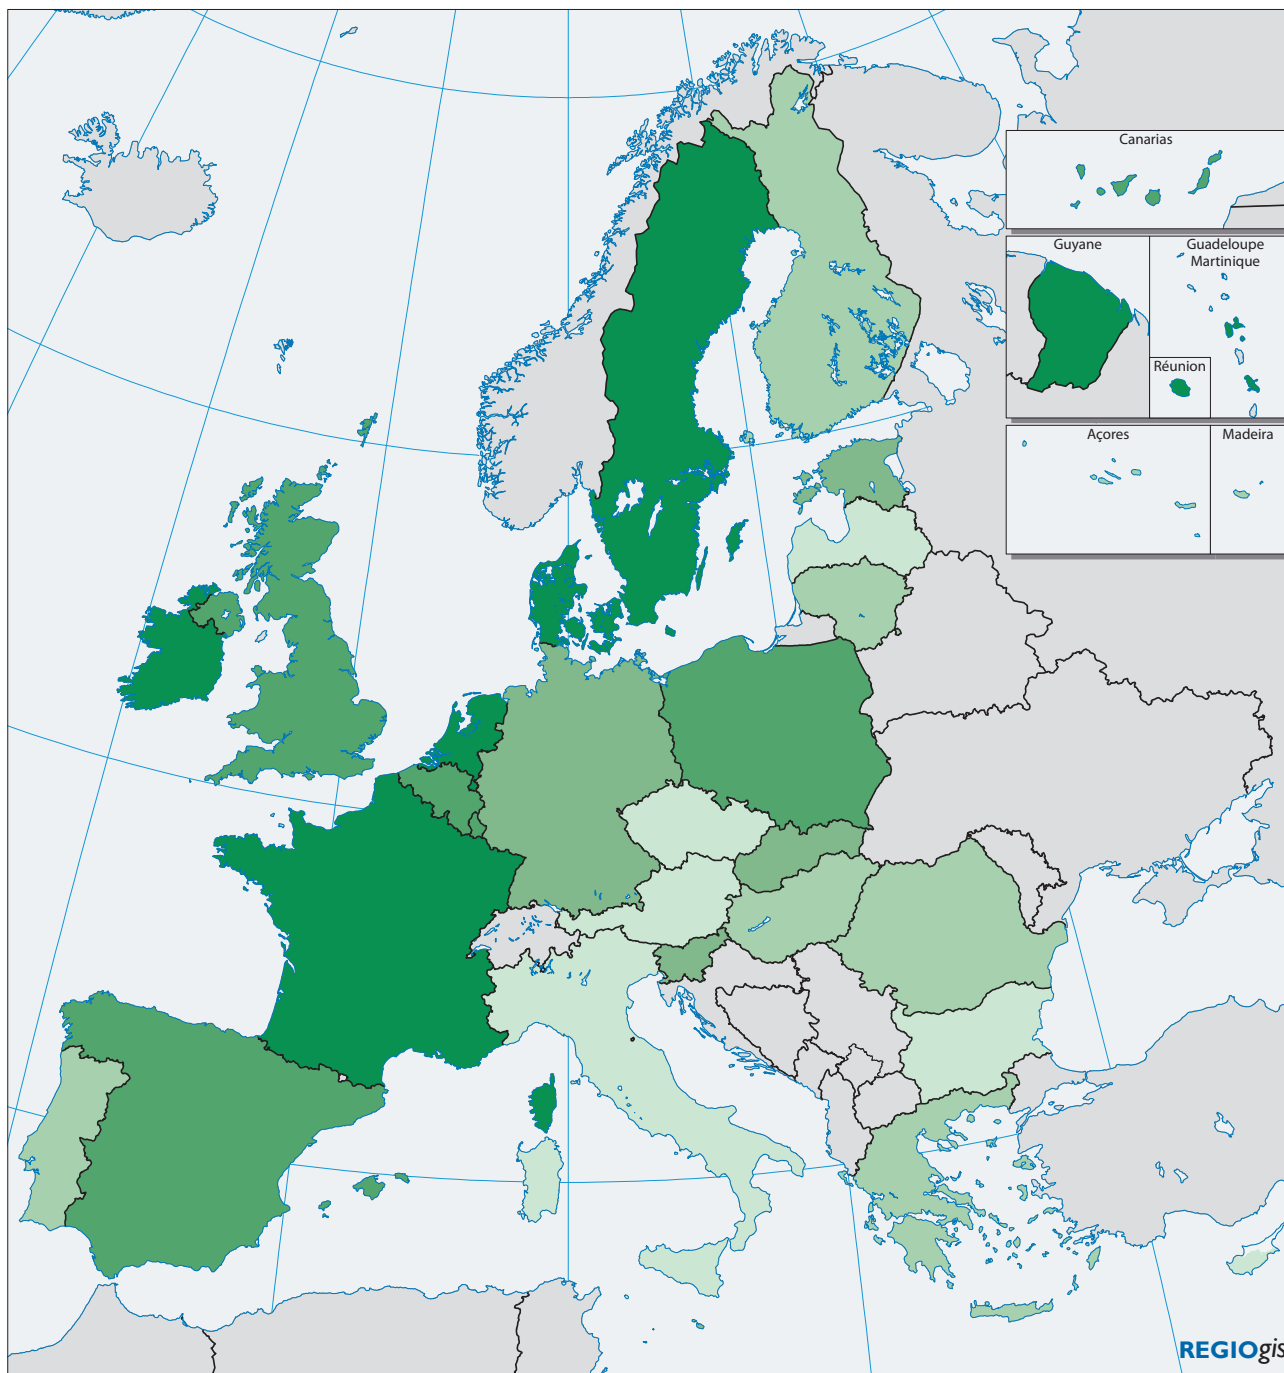 Canarias
Guyane
Guadeloupe
Martinique
Réunion
Açores
Madeira
REGIOgis